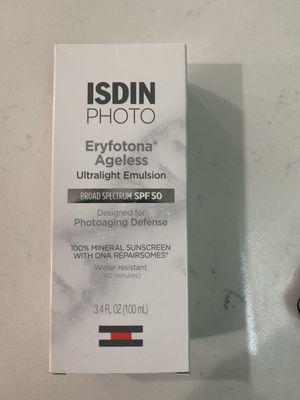 ISDIN
PHOTO
Eryfotona®
Ageless
Ultralight Emulsion
BROAD SPECTRUM SPF 50
Designed for
Photoaging Defense
100% MINERAL SUNSCREEN
WITH DNA REPAIRSOMES®
Water resistant
(40 minutes)
3.4 FL OZ (100 mL)